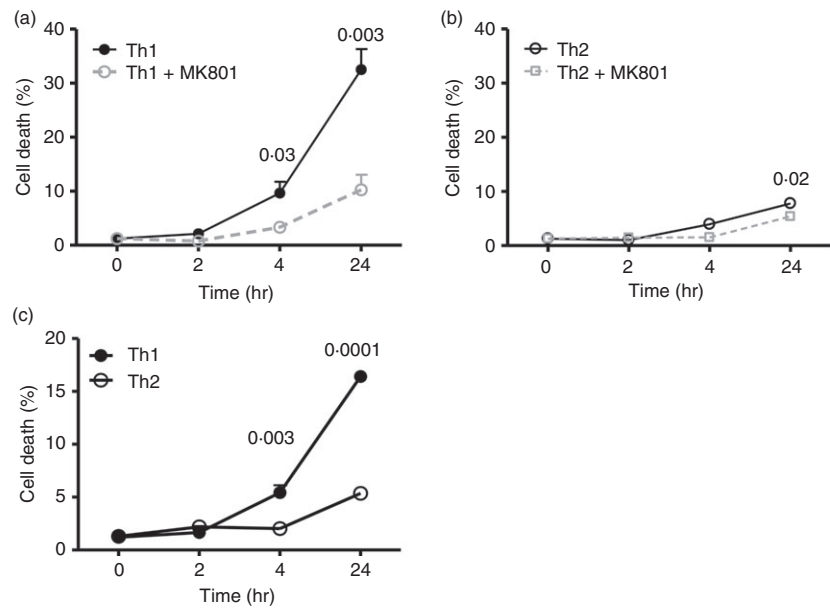 (a)
Th1
Th1 + MK801
0·003
0·03
40
30
20
10
0
Cell death (%)
0 2 4 24
Time (hr)
(b)
Th2
Th2 + MK801
0·02
40
30
20
10
0
Cell death (%)
0 2 4 24
Time (hr)
(c)
Th1
Th2
0·0001
0·003
20
15
10
5
0
Cell death (%)
0 2 4 24
Time (hr)